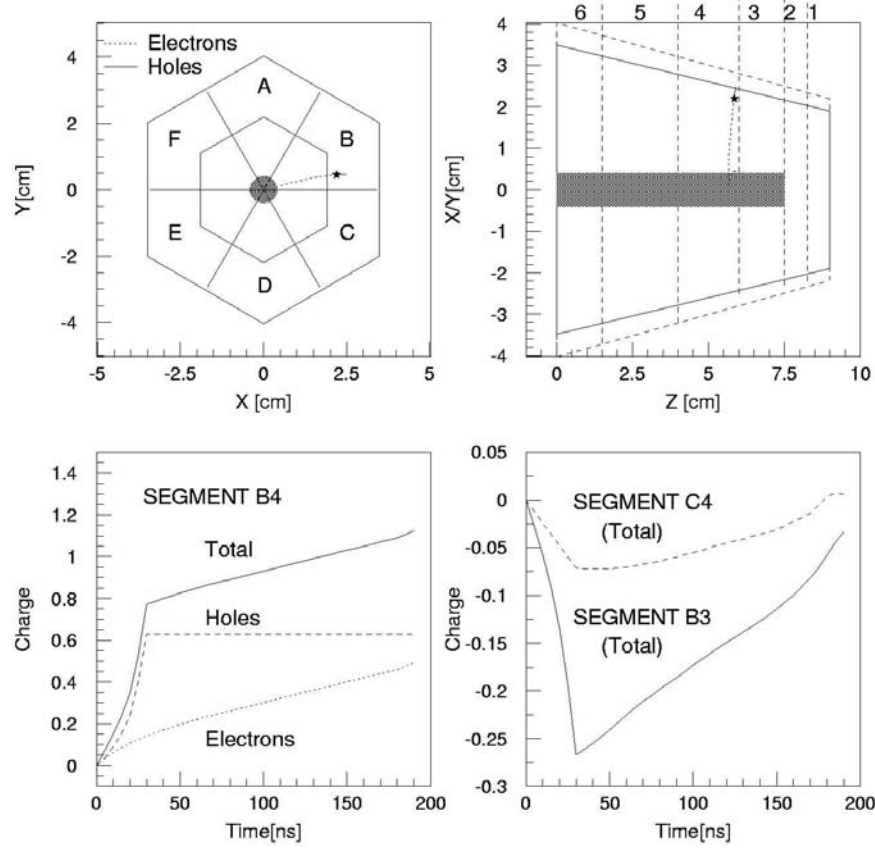 6 5 4 3 2 1
Electrons
Holes
A
F B
E C
D
Y[cm]
4
2
0
-2
-4
-5 -2.5 0 2.5 5
X [cm]
X/Y[cm]
4
3
2
1
0
-1
-2
-3
-4
0 2.5 5 7.5 10
Z [cm]
Charge
1.4
1.2
1
0.8
0.6
0.4
0.2
0
SEGMENT B4
Total
Holes
Electrons
0 50 100 150 200
Time[ns]
Charge
0.05
0
-0.05
-0.1
-0.15
-0.2
-0.25
-0.3
SEGMENT C4
(Total)
SEGMENT B3
(Total)
0 50 100 150 200
Time[ns]